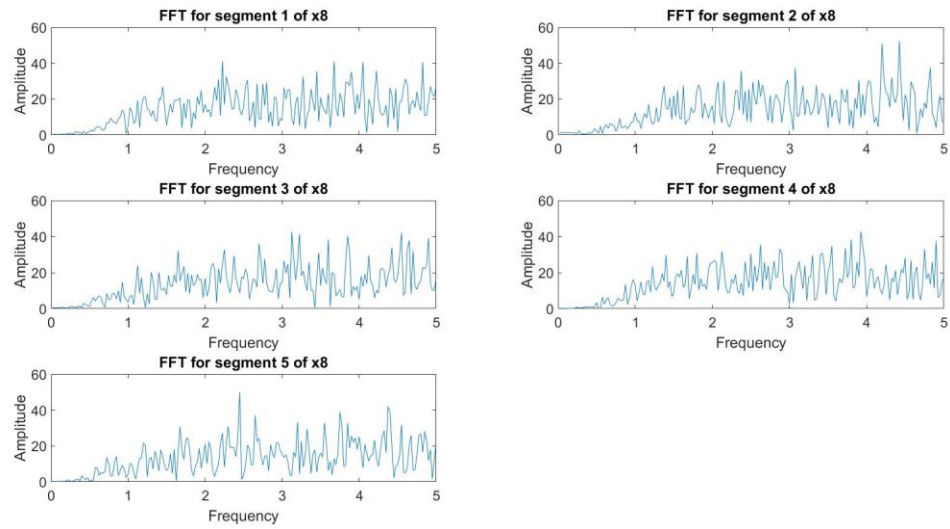 FFT for segment 1 of x8
60
40
20
0
Amplitude
0 1 2 3 4 5
Frequency
FFT for segment 2 of x8
60
40
20
0
Amplitude
0 1 2 3 4 5
Frequency
FFT for segment 3 of x8
60
40
20
0
Amplitude
0 1 2 3 4 5
Frequency
FFT for segment 4 of x8
60
40
20
0
Amplitude
0 1 2 3 4 5
Frequency
FFT for segment 5 of x8
60
40
20
0
Amplitude
0 1 2 3 4 5
Frequency